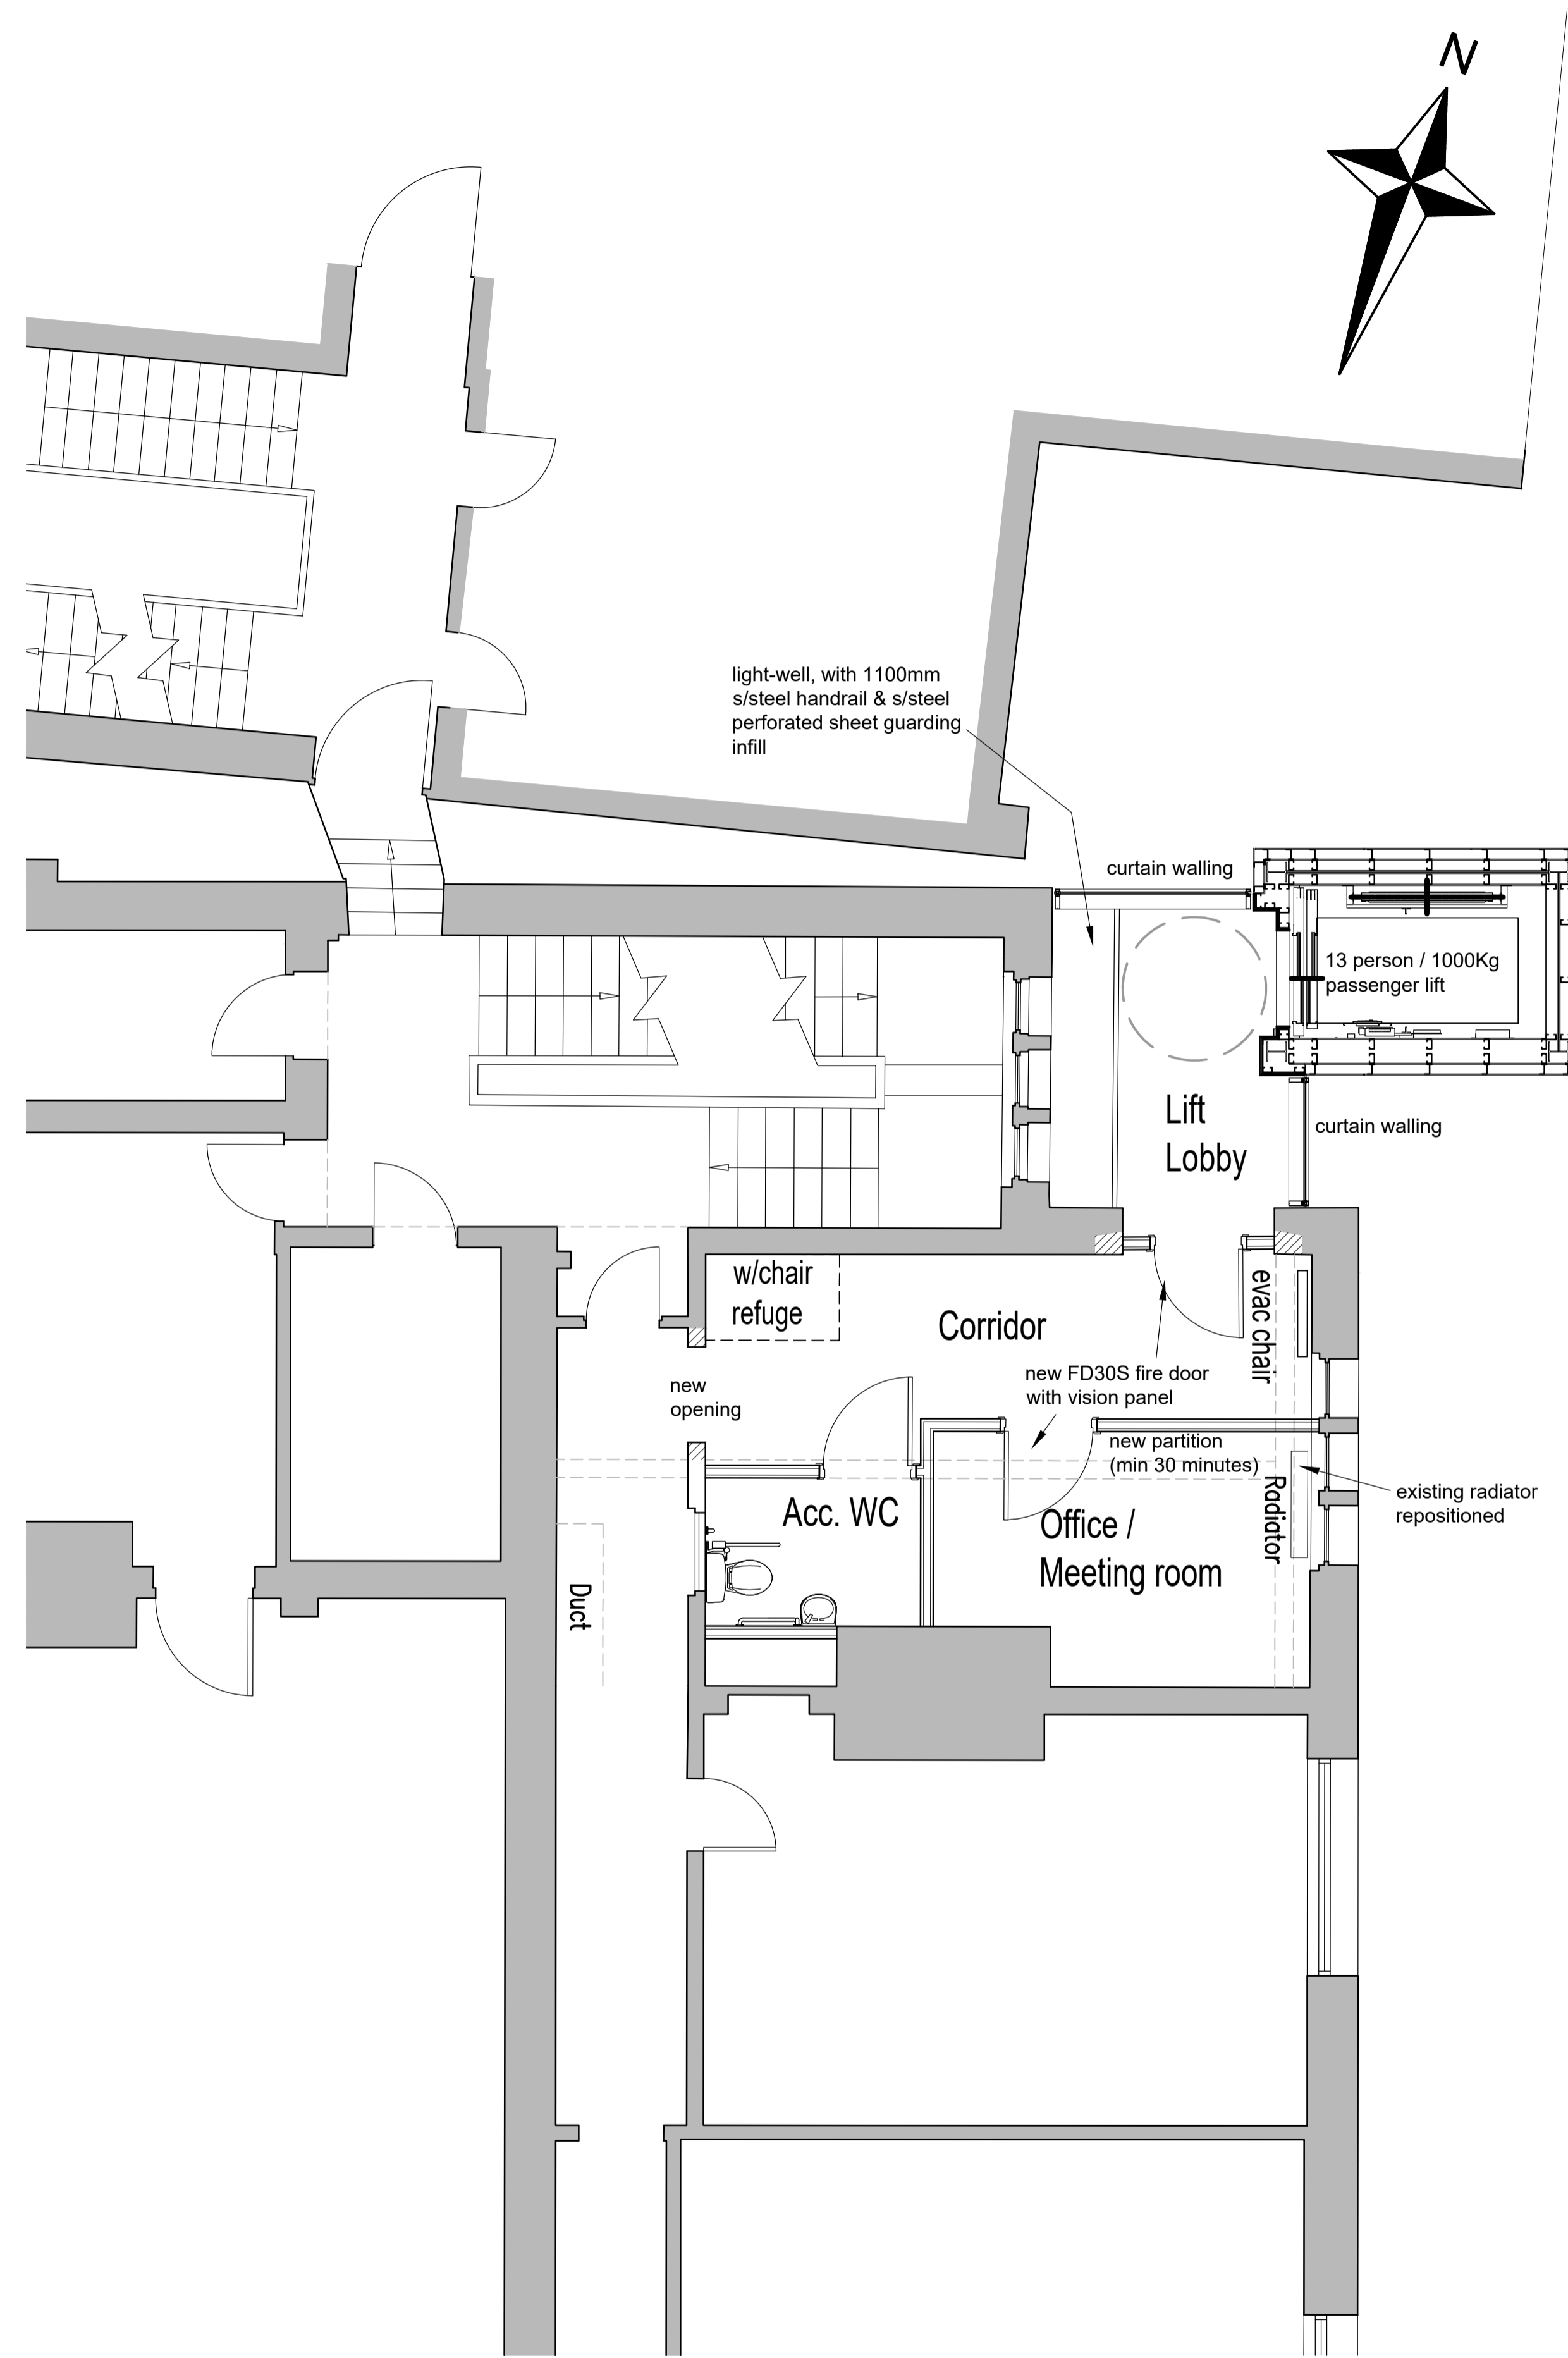 N
light-well, with 1100mm
s/steel handrail & s/steel
perforated sheet guarding
infill
curtain walling
13 person / 1000Kg
passenger lift
Lift
Lobby
curtain walling
w/chair
refuge
Corridor
evac chair
new FD30S fire door
with vision panel
new
opening
new partition
(min 30 minutes)
Acc. WC
Office /
Meeting room
Radiator
existing radiator
repositioned
Duct